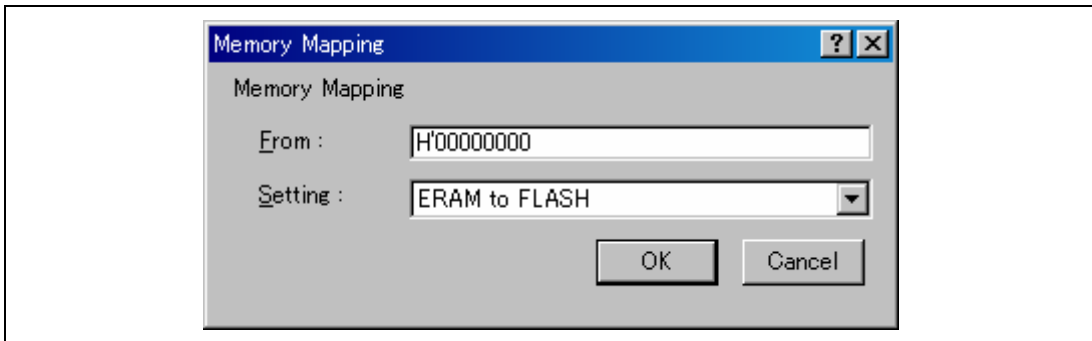 Memory Mapping
Memory Mapping
From :
H'00000000
Setting :
ERAM to FLASH
OK
Cancel